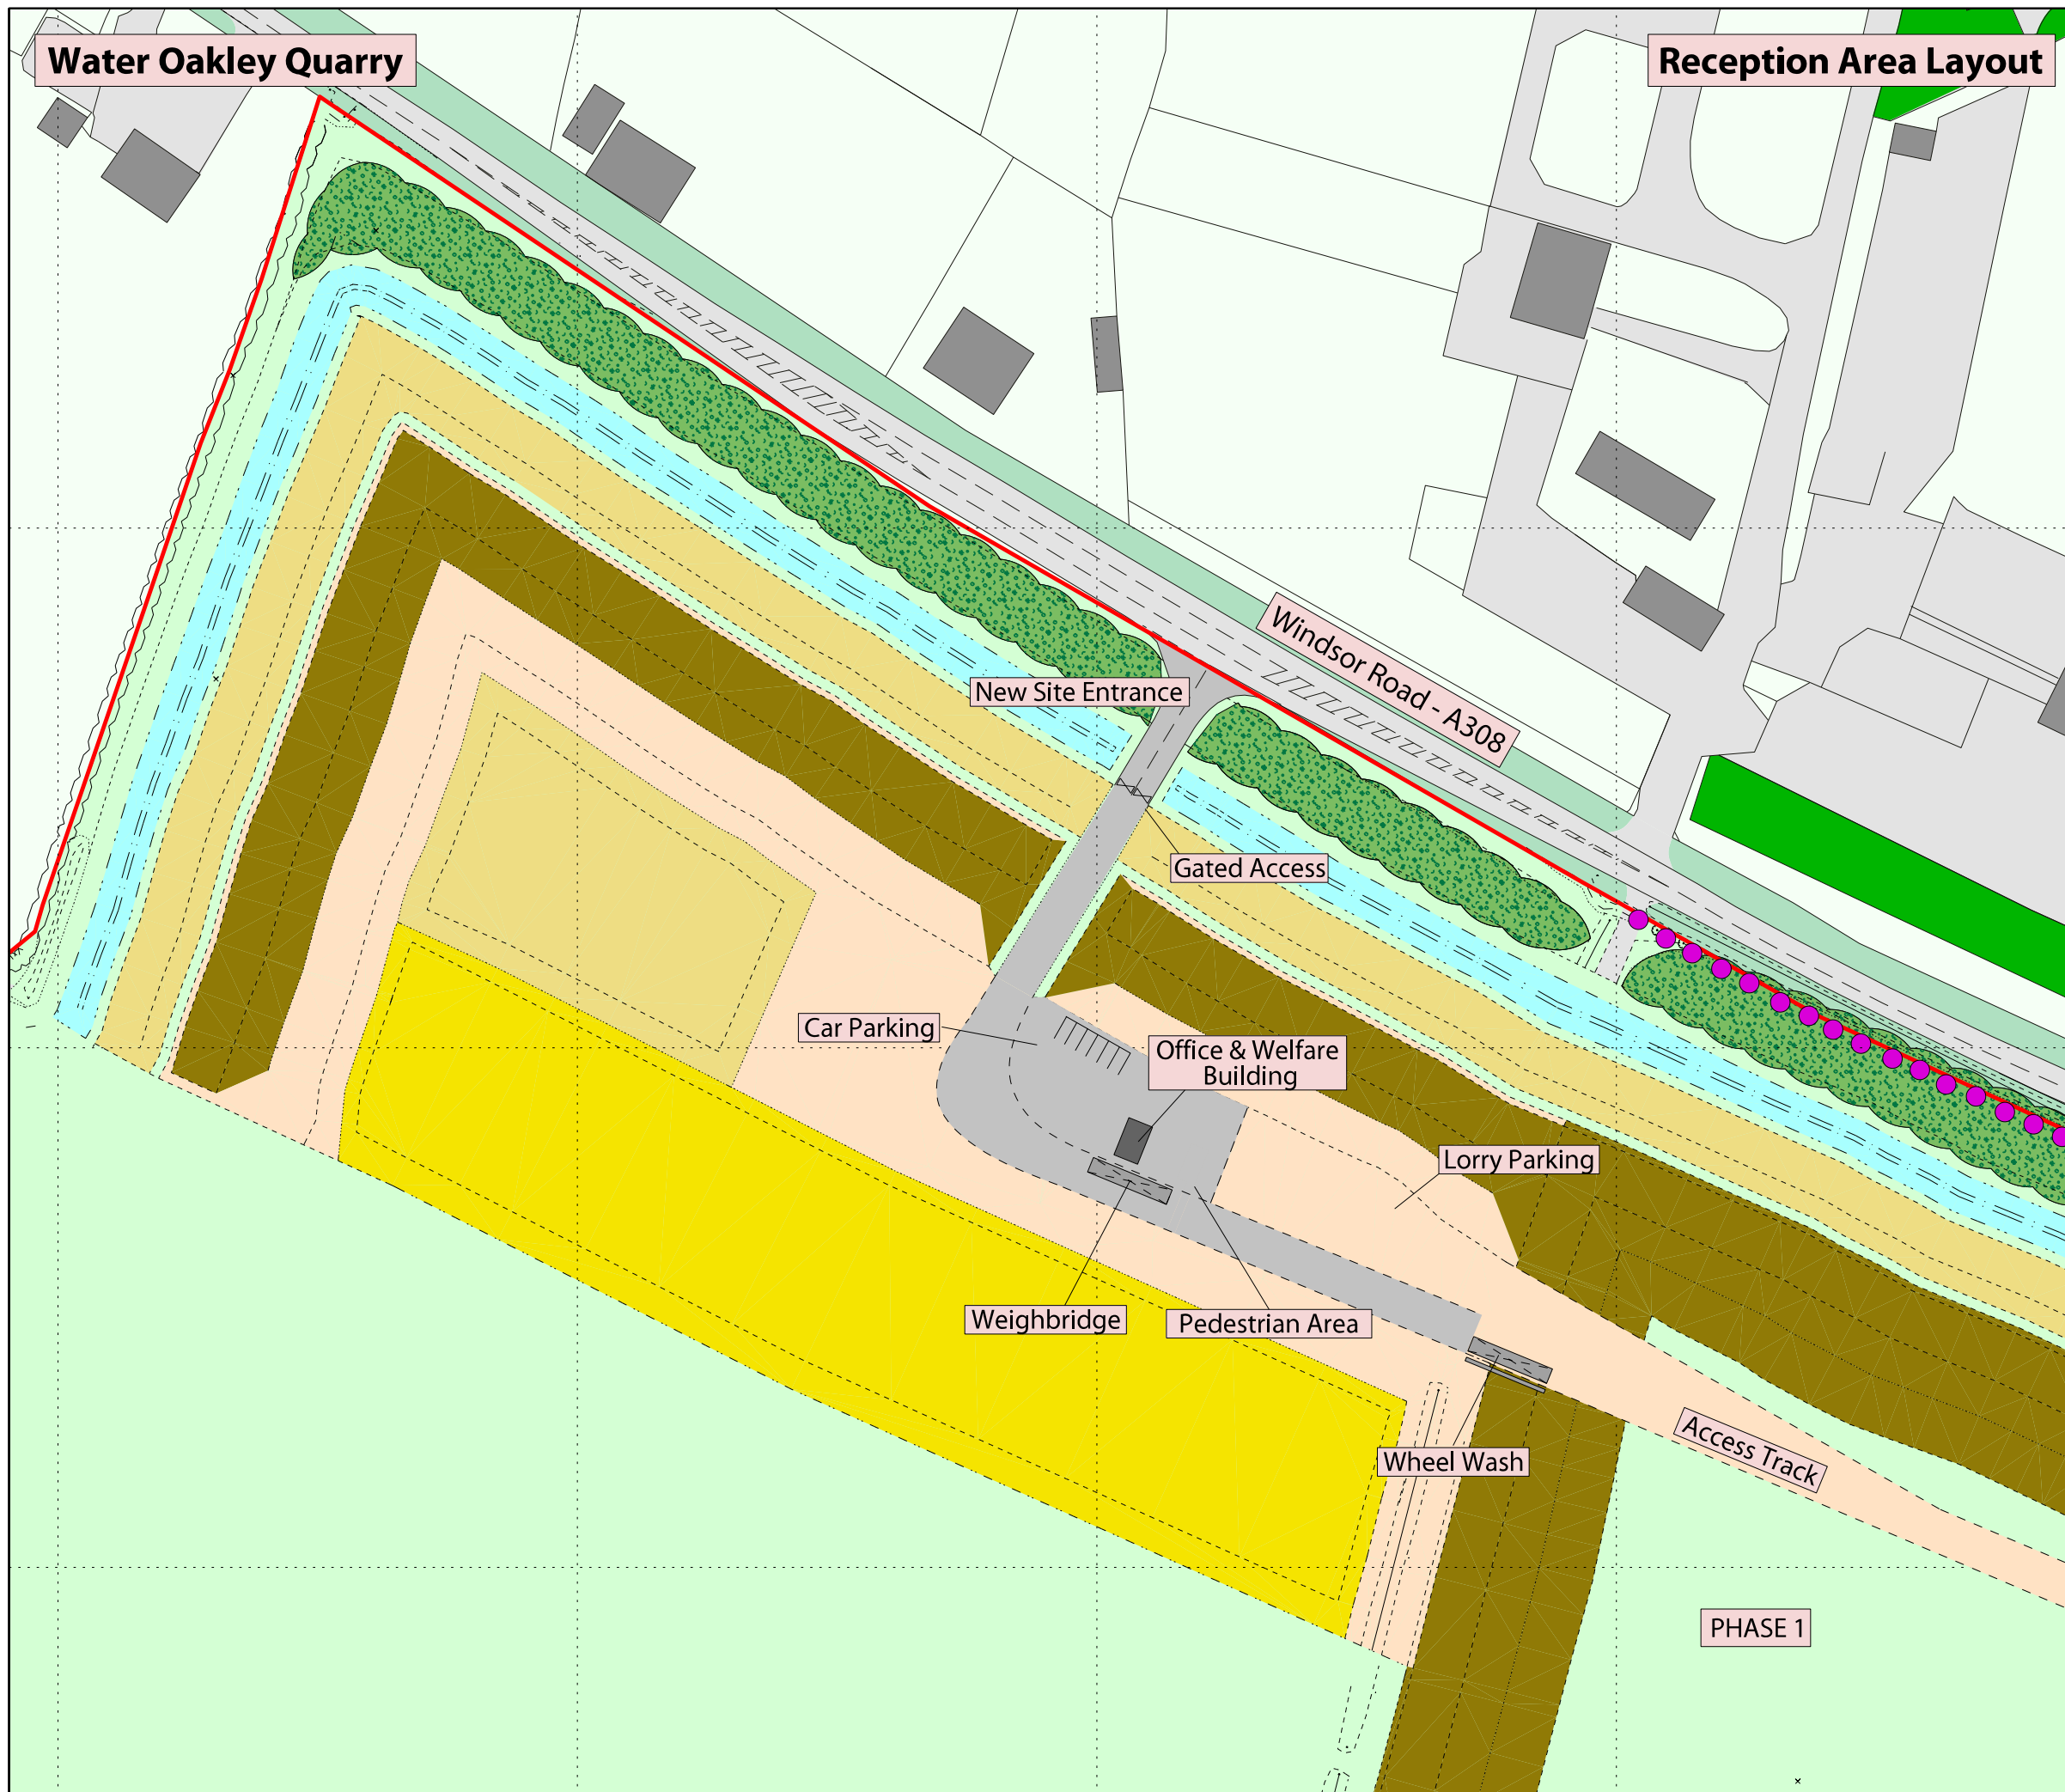 Water Oakley Quarry
Reception Area Layout
Windsor Road - A308
New Site Entrance
Gated Access
Car Parking
Office & Welfare
Building
Lorry Parking
Weighbridge
Pedestrian Area
Wheel Wash
Access Track
PHASE 1